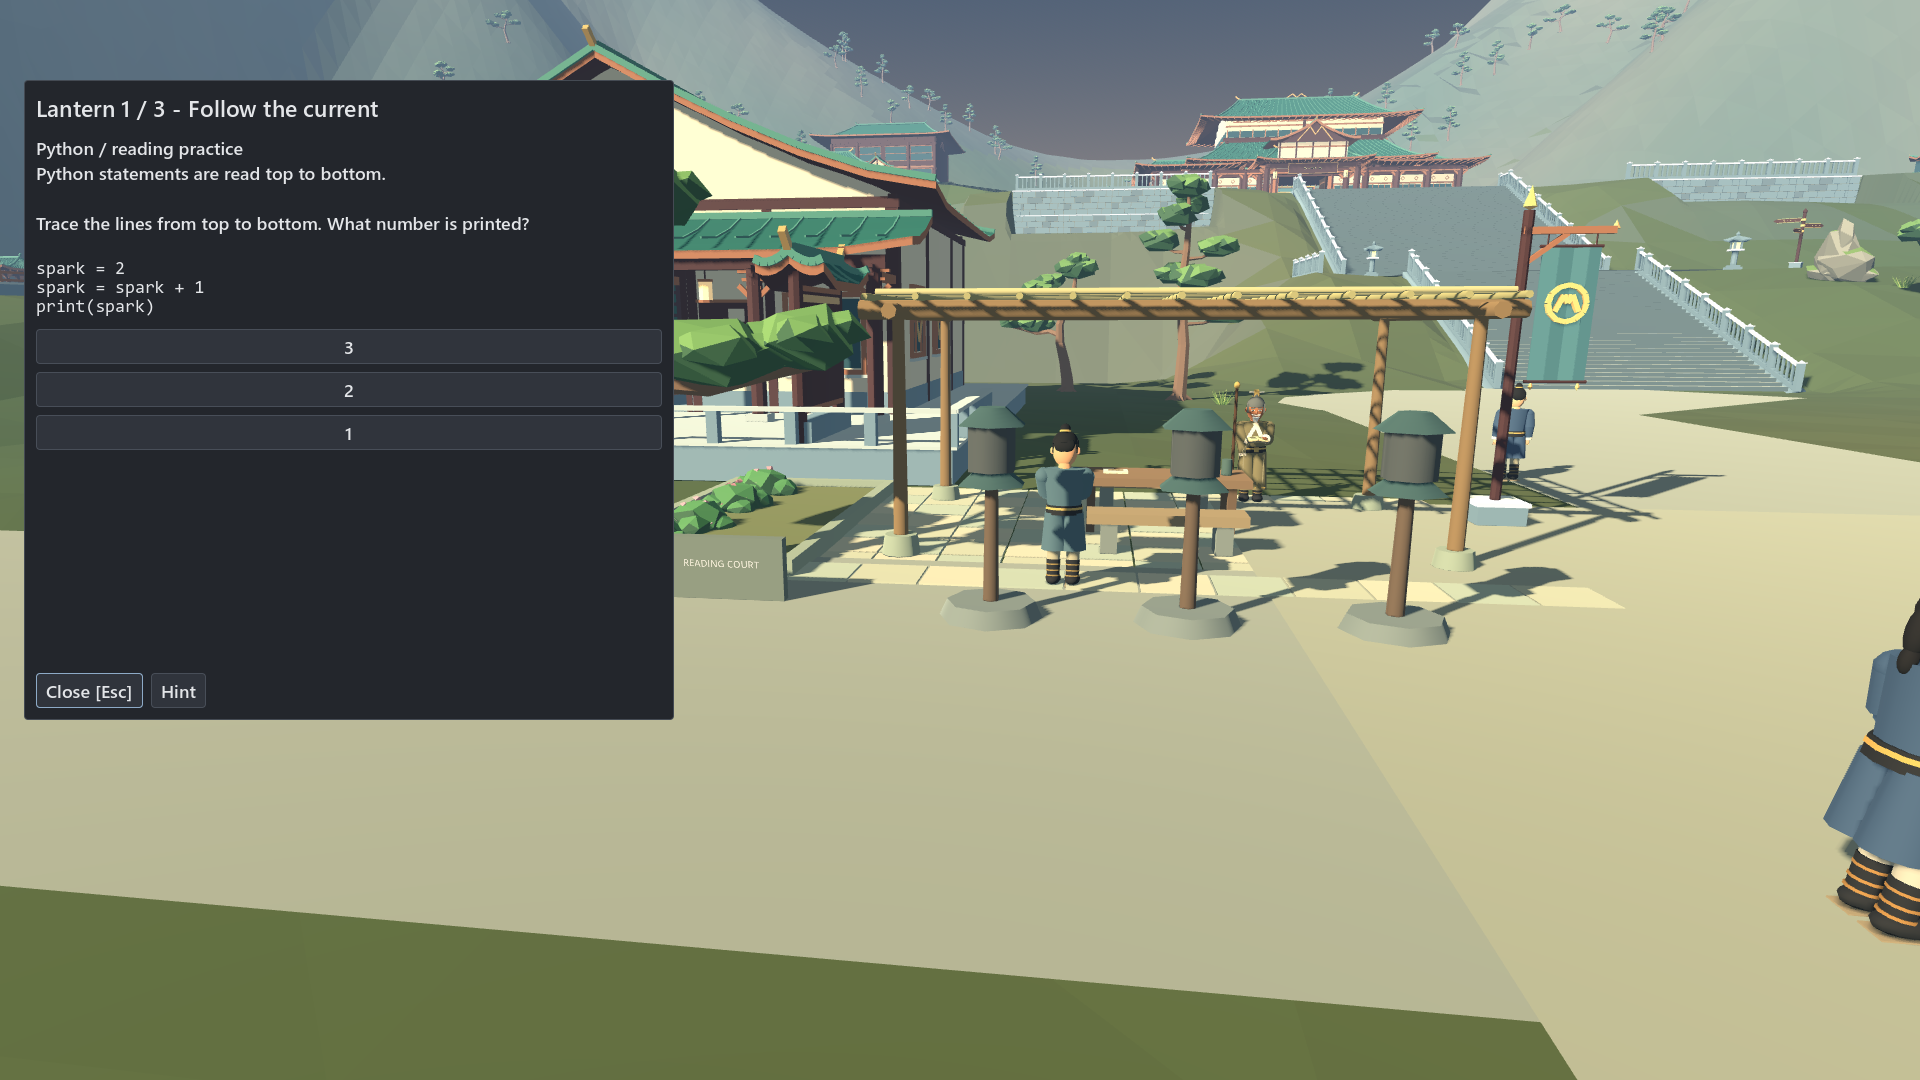 Lantern 1 / 3 - Follow the current
Python / reading practice
Python statements are read top to bottom.
Trace the lines from top to bottom. What number is printed?
spark = 2
spark = spark + 1
print(spark)
3
2
1
Close [Esc]
Hint
READING COURT